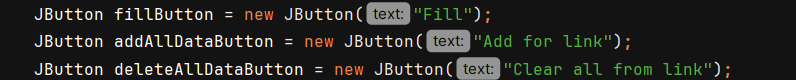 JButton fillButton = new JButton( text: "Fill");
JButton addAllDataButton = new JButton( text: "Add for link");
JButton deleteAllDataButton = new JButton( text: "Clear all from link");